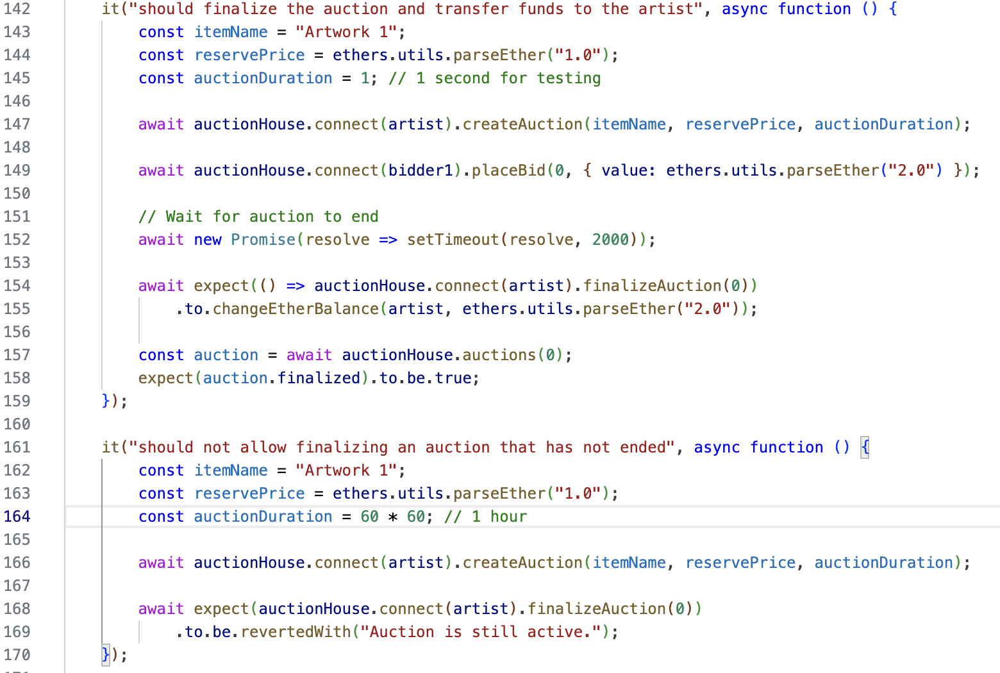 142 it("should finalize the auction and transfer funds to the artist", async function () {
143 const itemName = "Artwork 1";
144 const reservePrice = ethers.utils.parseEther("1.0");
145 const auctionDuration = 1; // 1 second for testing
146
147 await auctionHouse.connect(artist).createAuction(itemName, reservePrice, auctionDuration);
148
149 await auctionHouse.connect(bidder1).placeBid(0, { value: ethers.utils.parseEther("2.0") });
150
151 // Wait for auction to end
152 await new Promise(resolve => setTimeout(resolve, 2000));
153
154 await expect(() => auctionHouse.connect(artist).finalizeAuction(0))
155 .to.changeEtherBalance(artist, ethers.utils.parseEther("2.0"));
156
157 const auction = await auctionHouse.auctions(0);
158 expect(auction.finalized).to.be.true;
159 });
160
161 it("should not allow finalizing an auction that has not ended", async function () {
162 const itemName = "Artwork 1";
163 const reservePrice = ethers.utils.parseEther("1.0");
164 const auctionDuration = 60 * 60; // 1 hour
165
166 await auctionHouse.connect(artist).createAuction(itemName, reservePrice, auctionDuration);
167
168 await expect(auctionHouse.connect(artist).finalizeAuction(0))
169 .to.be.revertedWith("Auction is still active.");
170 });